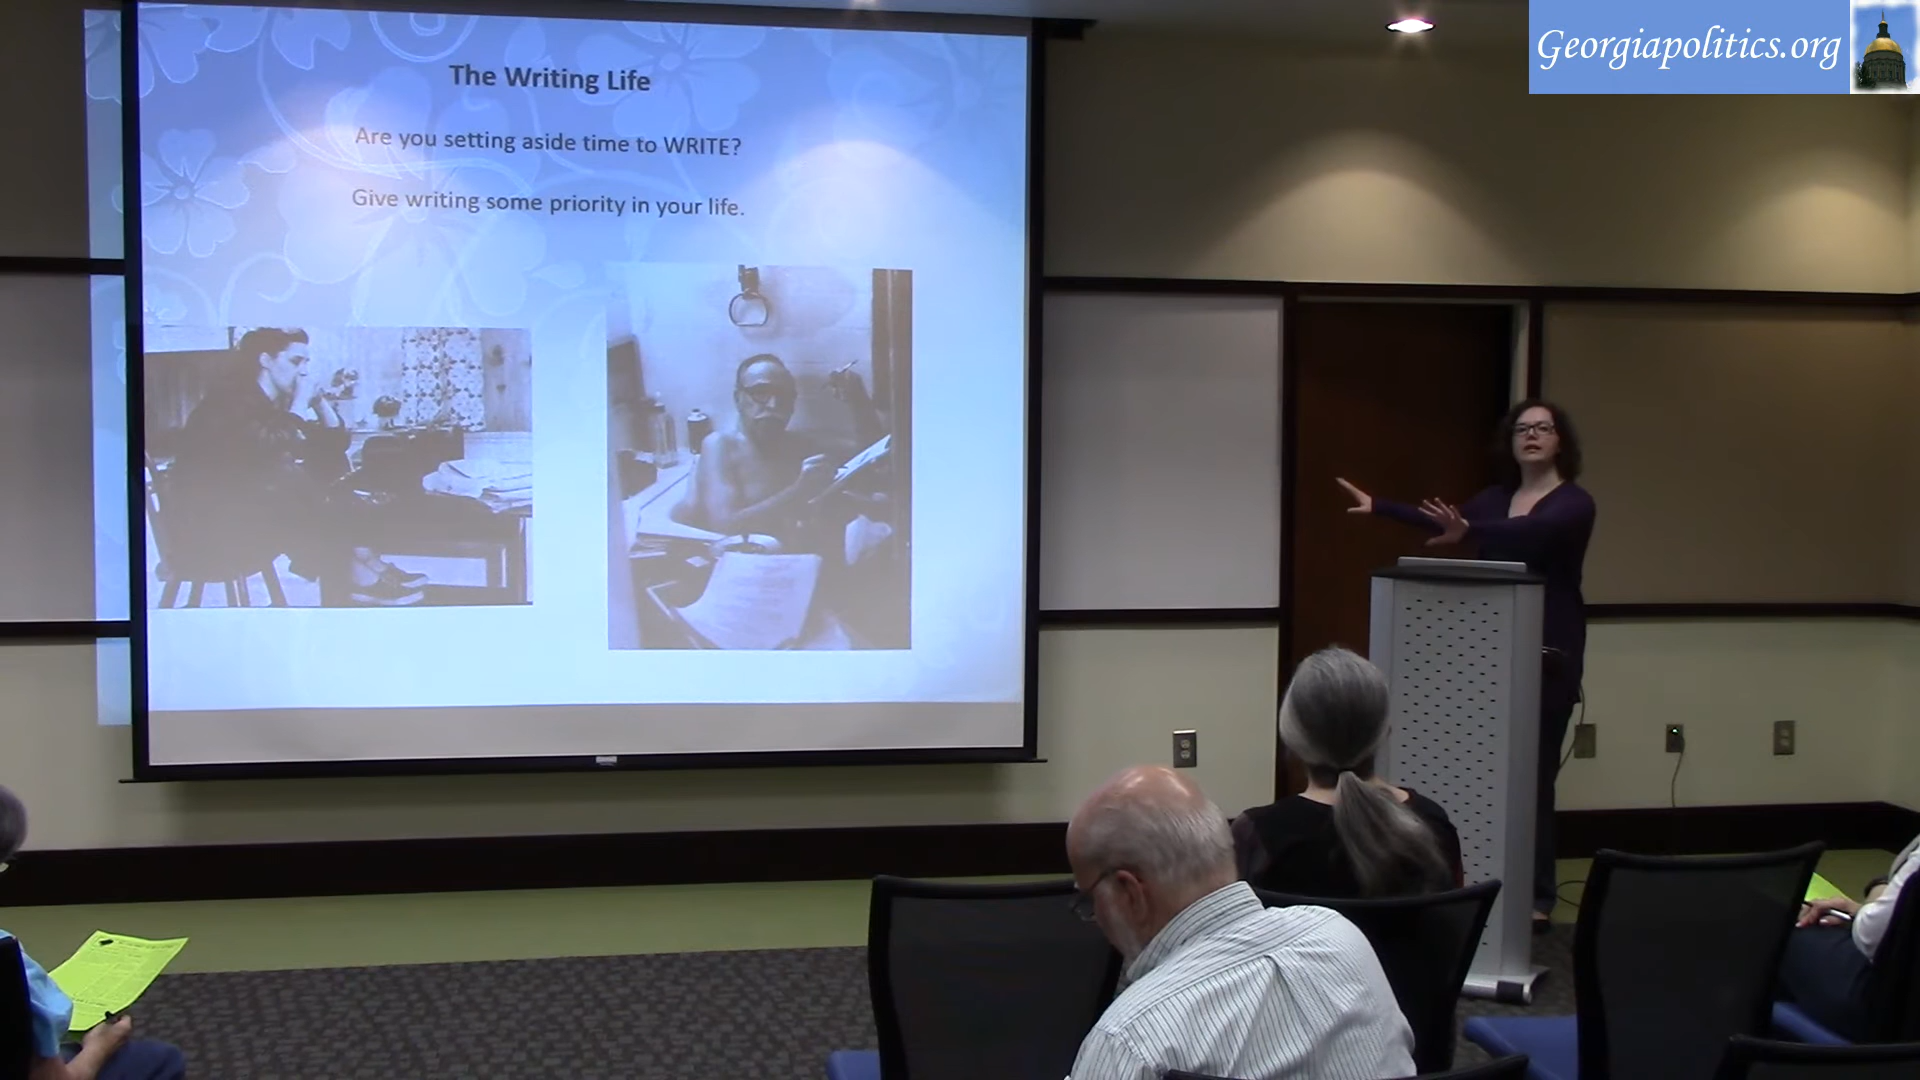 The Writing Life
Are you setting aside time to WRITE?
Give writing some priority in your life.
Georgiapolitics.org